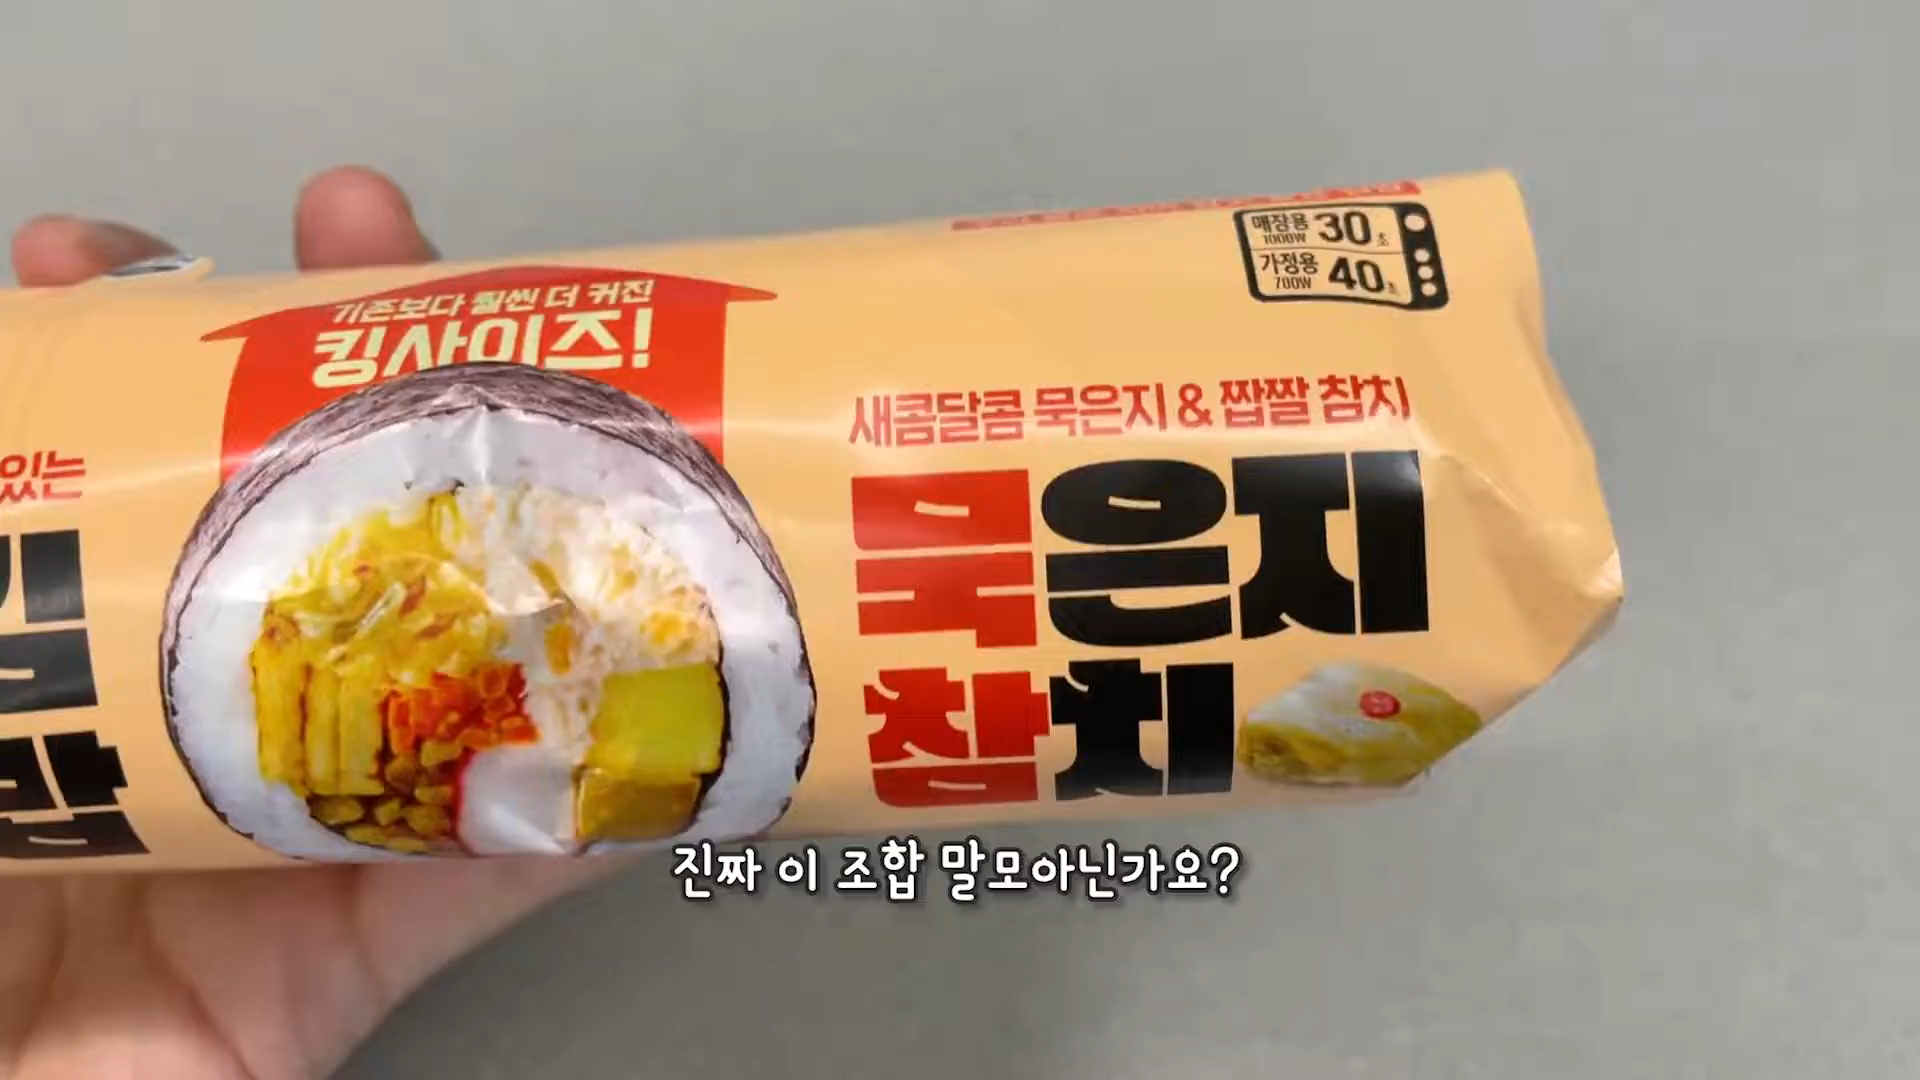 기존보다 훨씬 더 커진
킹사이즈!
매장용 1000W 30초
가정용 700W 40초
새콤달콤 묵은지 & 짭짤 참치
있는
묵은지
참치
진짜 이 조합 말모아닌가요?